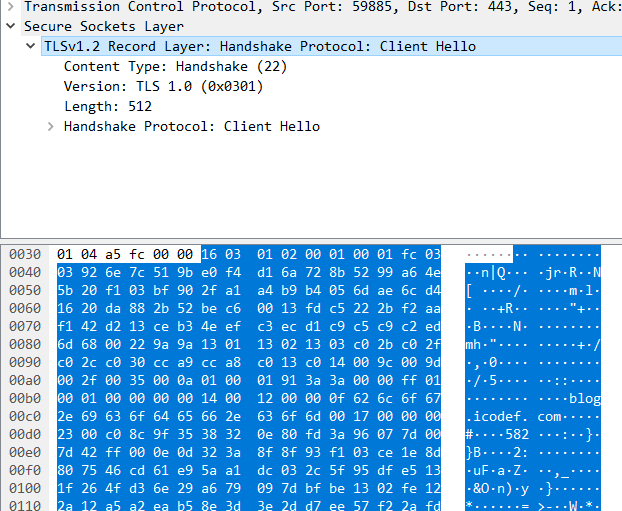 Transmission Control Protocol, Src Port: 59885, Dst Port: 443, Seq: 1, Ack:
Secure Sockets Layer
TLSv1.2 Record Layer: Handshake Protocol: Client Hello
Content Type: Handshake (22)
Version: TLS 1.0 (0x0301)
Length: 512
Handshake Protocol: Client Hello
0030 01 04 a5 fc 00 00 16 03 01 02 00 01 00 01 fc 03 ······· ········
0040 03 92 6e 7c 51 9b e0 f4 d1 6a 72 8b 52 99 a6 4e ··n|Q··· ·jr·R··N
0050 5b 20 f1 03 bf 90 2f a1 a4 b9 b4 05 6d ae 6c d4 [ ····/· ····m·l·
0060 16 20 da 88 2b 52 be c6 00 13 fd c5 22 2b f2 aa · ··+R·· ····"+··
0070 f1 42 d2 13 ce b3 4e ef c3 ec d1 c9 c5 c9 c2 ed ·B····N· ········
0080 6d 68 00 22 9a 9a 13 01 13 02 13 03 c0 2b c0 2f mh·"···· ·····+·/
0090 c0 2c c0 30 cc a9 cc a8 c0 13 c0 14 00 9c 00 9d ·,·0···· ········
00a0 00 2f 00 35 00 0a 01 00 01 91 3a 3a 00 00 ff 01 ·/·5···· ··::····
00b0 00 01 00 00 00 00 14 00 12 00 00 0f 62 6c 6f 67 ········ ····blog
00c0 2e 69 63 6f 64 65 66 2e 63 6f 6d 00 17 00 00 00 .icodef. com·····
00d0 23 00 c0 8c 9f 35 38 32 0e 80 fd 3a 96 07 7d 00 #····582 ···:··}·
00e0 7d 42 ff 00 0e 0d 32 3a 8f 8f 93 f1 03 ce 1e 8d }B····2: ········
00f0 80 75 46 cd 61 e9 5a a1 dc 03 2c 5f 95 df e5 13 ·uF·a·Z· ··,_····
0100 1f 26 4f d3 6e 29 a6 79 09 7d bf be 13 02 fe 12 ·&O·n)·y ·}······
0110 2a 12 a5 a2 ea b5 8e 3d 3e 2d d7 ee 57 f2 2a fd *······= >-··W·*·